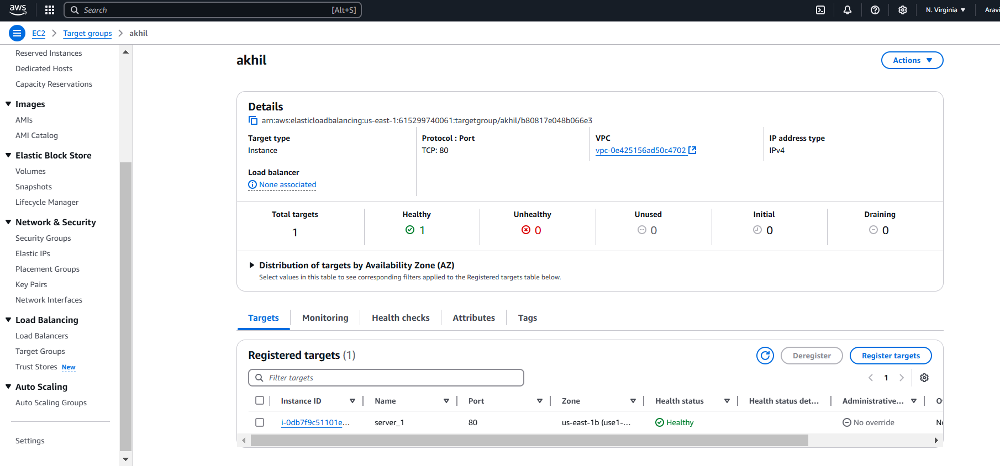 aws
Search [Alt+S]
N. Virginia
EC2 Target groups akhil
Reserved Instances
Dedicated Hosts
Capacity Reservations
Images
AMIs
AMI Catalog
Elastic Block Store
Volumes
Snapshots
Lifecycle Manager
Network & Security
Security Groups
Elastic IPs
Placement Groups
Key Pairs
Network Interfaces
Load Balancing
Load Balancers
Target Groups
Trust Stores New
Auto Scaling
Auto Scaling Groups
Settings
akhil
Actions
Details
arn:aws:elasticloadbalancing:us-east-1:615299740061:targetgroup/akhil/b80817e048b066e3
Target type
Instance
Protocol : Port
TCP: 80
VPC
vpc-0e425156ad50c4702
IP address type
IPv4
Load balancer
None associated
Total targets
1
Healthy
1
Unhealthy
0
Unused
0
Initial
0
Draining
0
Distribution of targets by Availability Zone (AZ)
Select values in this table to see corresponding filters applied to the Registered targets table below.
Targets Monitoring Health checks Attributes Tags
Registered targets (1)
Deregister Register targets
Filter targets
1
Instance ID Name Port Zone Health status Health status det... Administrative...
i-0db7f9c51101e... server_1 80 us-east-1b (use1-... Healthy No override